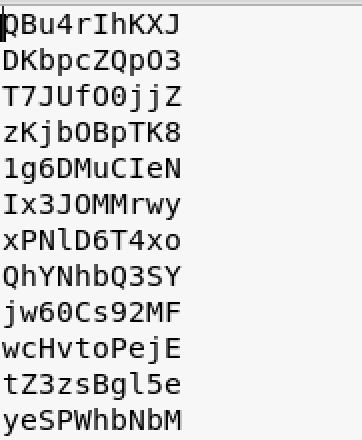 QBu4rIhKXJ
DKbpcZQpO3
T7JUfO0jjZ
zKjbOBpTK8
1g6DMuCIeN
Ix3JOMMrwy
xPNlD6T4xo
QhYNhbQ3SY
jw60Cs92MF
wcHvtoPejE
tZ3zsBgl5e
yeSPWhbNbM